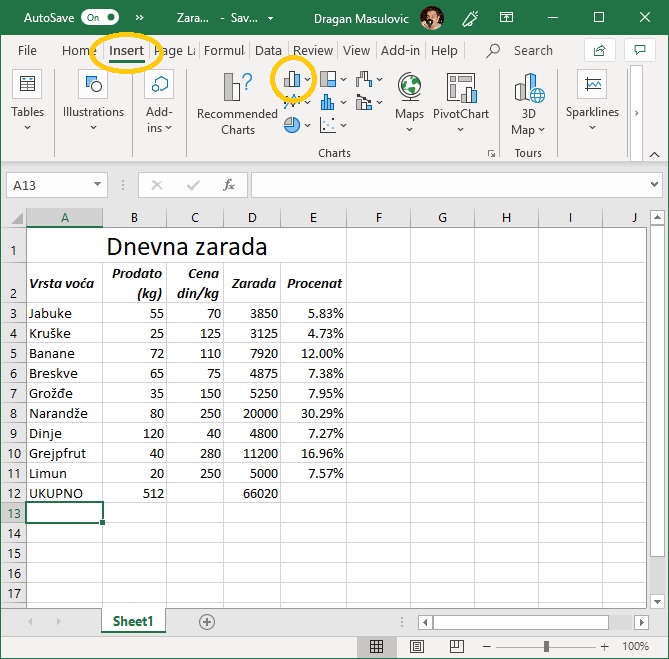 AutoSave On » Zara... - Sav... Dragan Masulovic
File Home Insert Page La Formul Data Review View Add-in Help Search
Tables Illustrations Add-ins Recommended Charts Maps PivotChart 3D Map Sparklines
Charts Tours
A13 fx
A B C D E F G H I J
1 Dnevna zarada
2 Vrsta voća Prodato (kg) Cena din/kg Zarada Procenat
3 Jabuke 55 70 3850 5.83%
4 Kruške 25 125 3125 4.73%
5 Banane 72 110 7920 12.00%
6 Breskve 65 75 4875 7.38%
7 Grožđe 35 150 5250 7.95%
8 Narandže 80 250 20000 30.29%
9 Dinje 120 40 4800 7.27%
10 Grejpfrut 40 280 11200 16.96%
11 Limun 20 250 5000 7.57%
12 UKUPNO 512 66020
13
14
15
16
17
Sheet1
100%